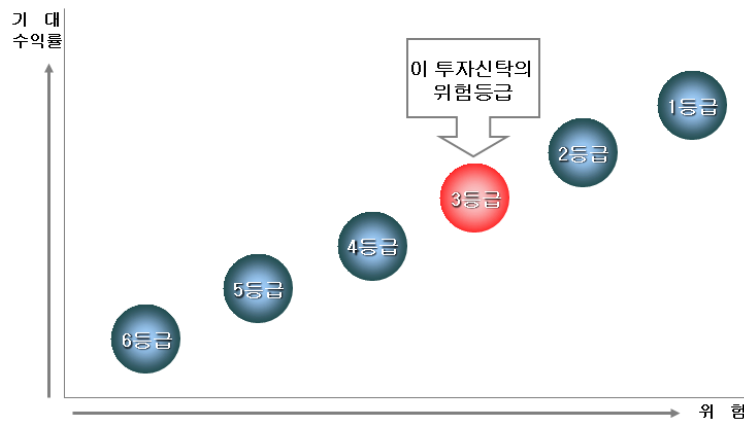 기 대
수익률
이 투자신탁의
위험등급
1등급
2등급
3등급
4등급
5등급
6등급
위 험